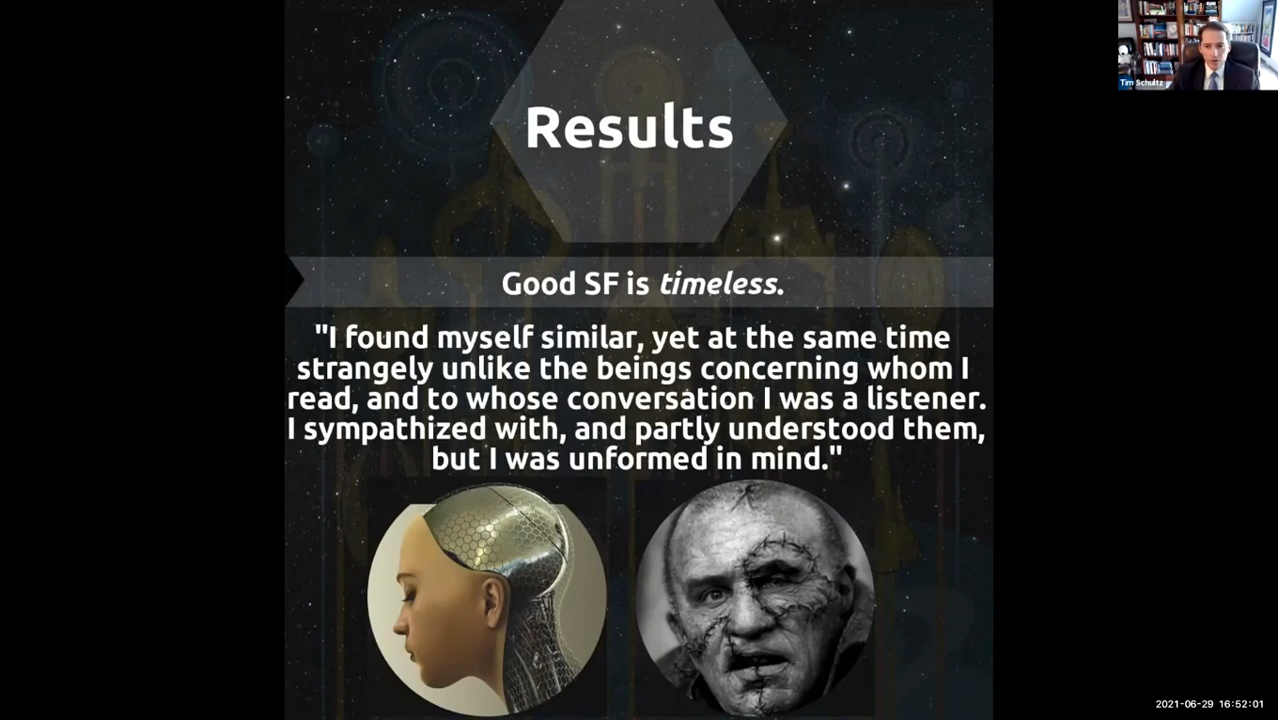 Results
Good SF is timeless.
"I found myself similar, yet at the same time
strangely unlike the beings concerning whom I
read, and to whose conversation I was a listener.
I sympathized with, and partly understood them,
but I was unformed in mind."
Tim Schultz
2021-06-29 16:52:01